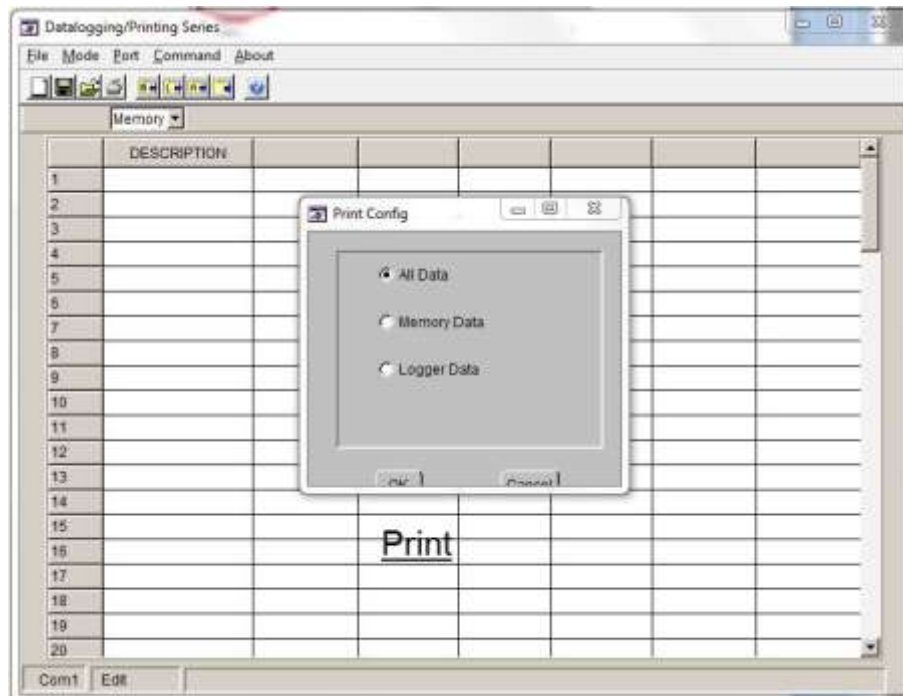 Datalogging/Printing Series
File Mode Port Command About
Memory
DESCRIPTION
1
2
3
4
5
6
7
8
9
10
11
12
13
14
15
16
17
18
19
20
Print Config
All Data
Memory Data
Logger Data
OK Cancel
Print
Com1 Edit